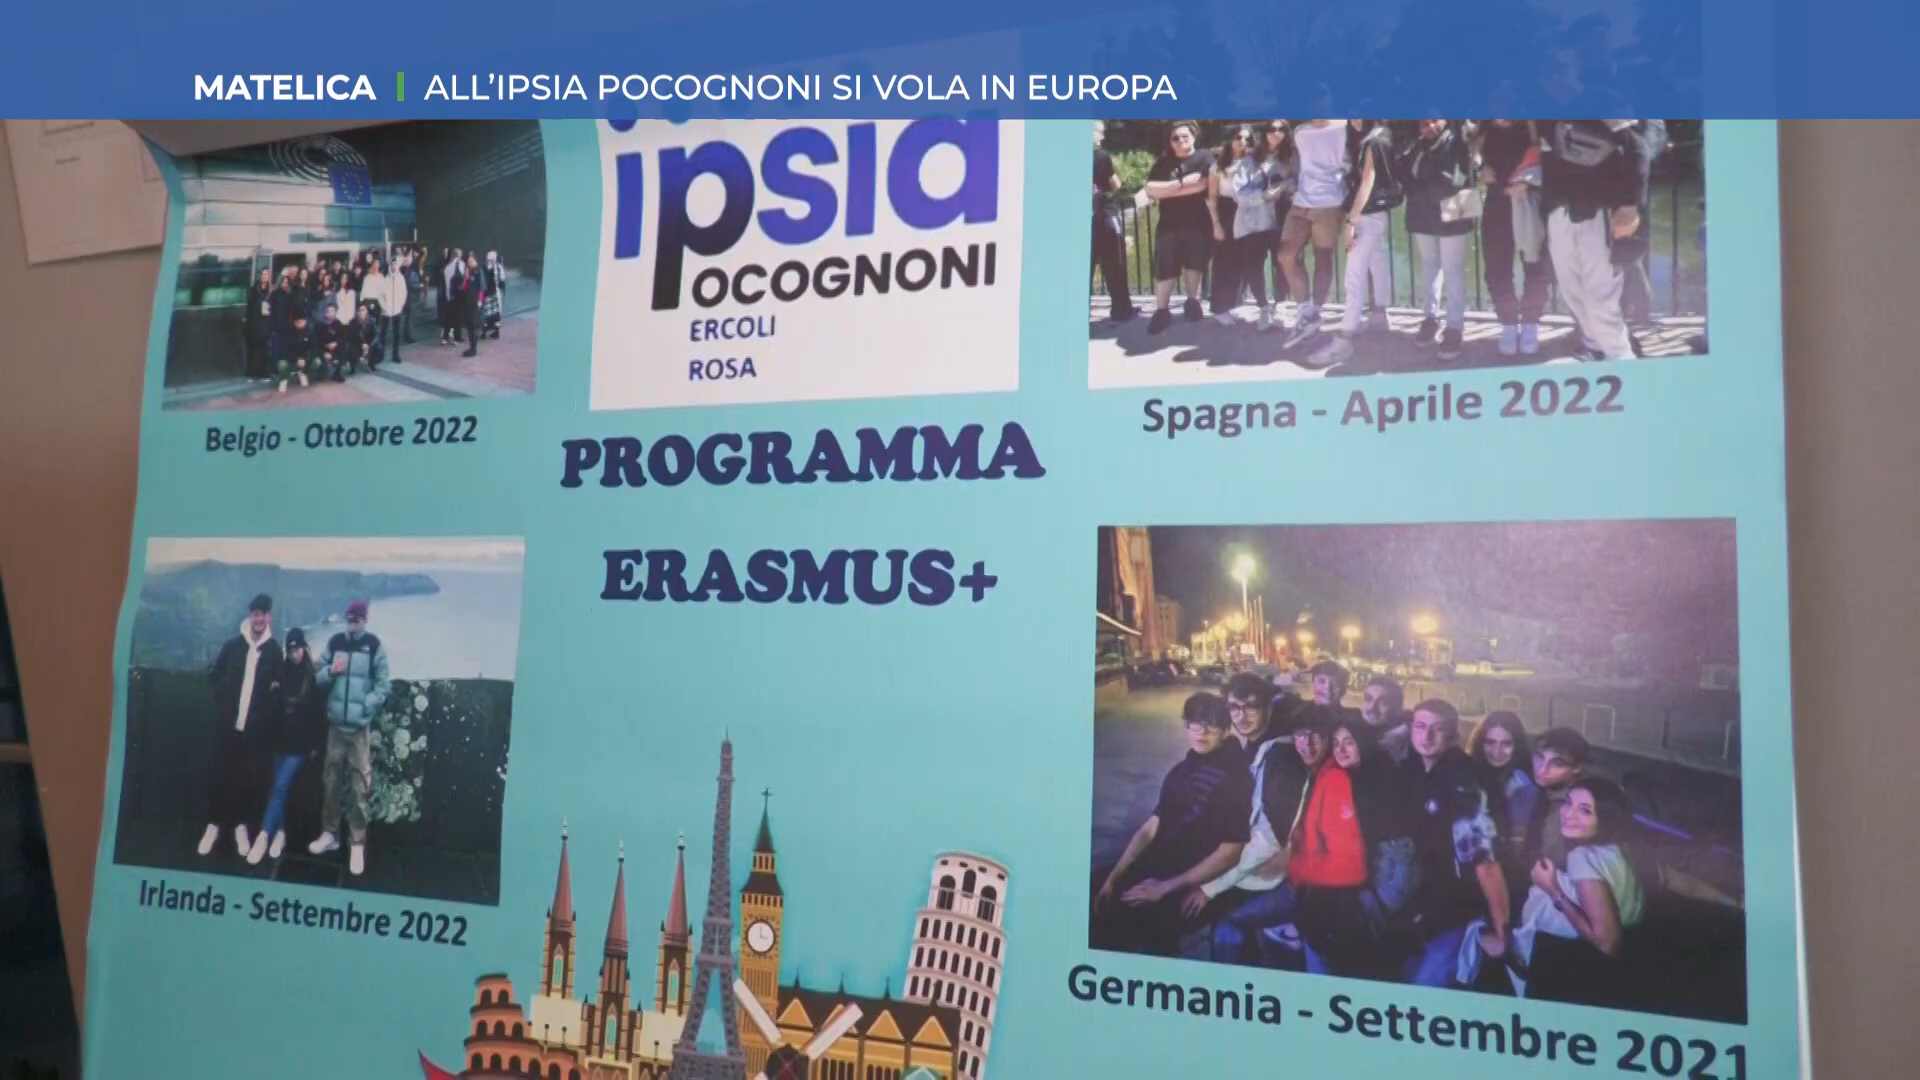 MATELICA | ALL'IPSIA POCOGNONI SI VOLA IN EUROPA
ipsia
POCOGNONI
ERCOLI
ROSA
Belgio - Ottobre 2022
Spagna - Aprile 2022
PROGRAMMA
ERASMUS+
Irlanda - Settembre 2022
Germania - Settembre 2021